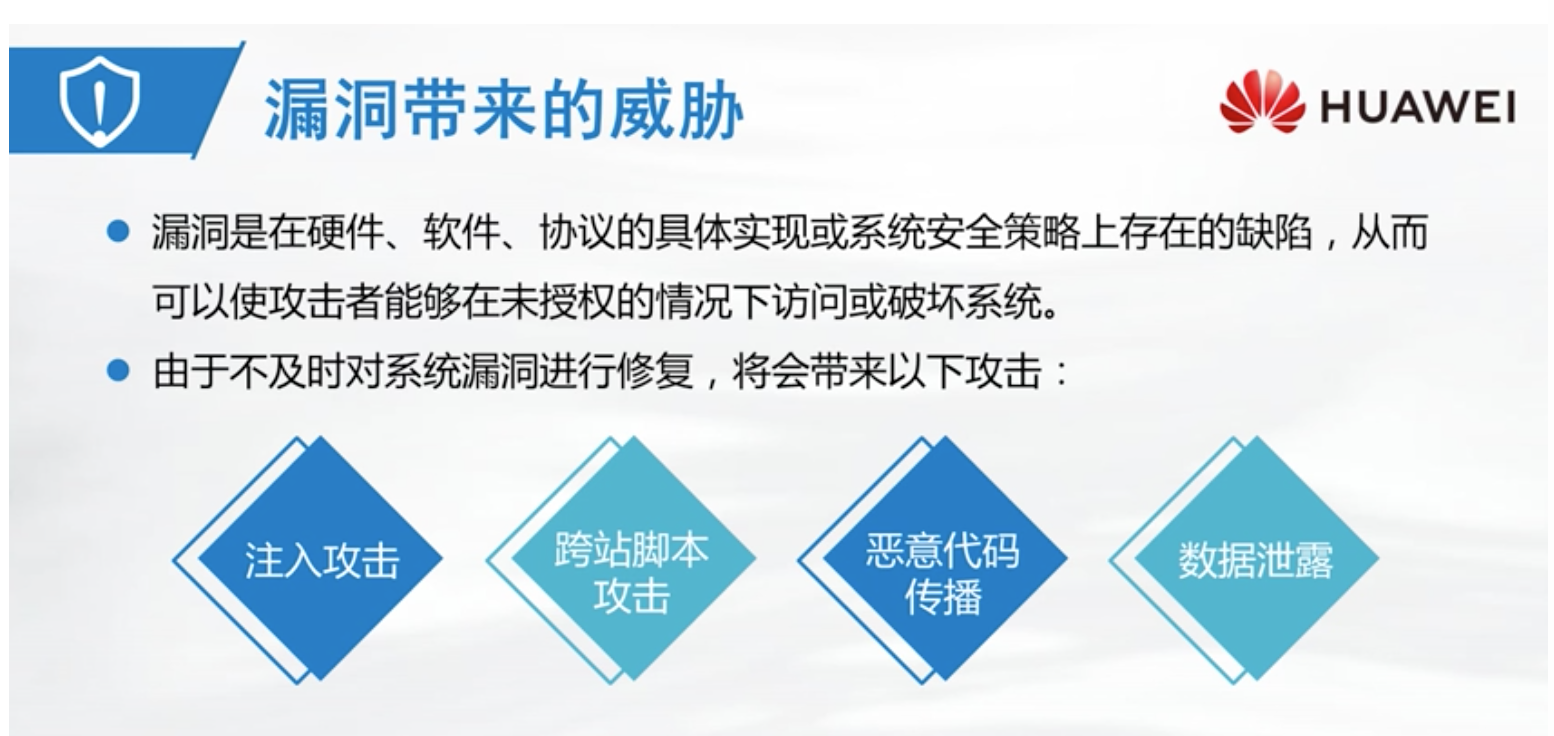 漏洞带来的威胁
HUAWEI
漏洞是在硬件、软件、协议的具体实现或系统安全策略上存在的缺陷，从而
可以使攻击者能够在未授权的情况下访问或破坏系统。
由于不及时对系统漏洞进行修复，将会带来以下攻击：
注入攻击
跨站脚本
攻击
恶意代码
传播
数据泄露